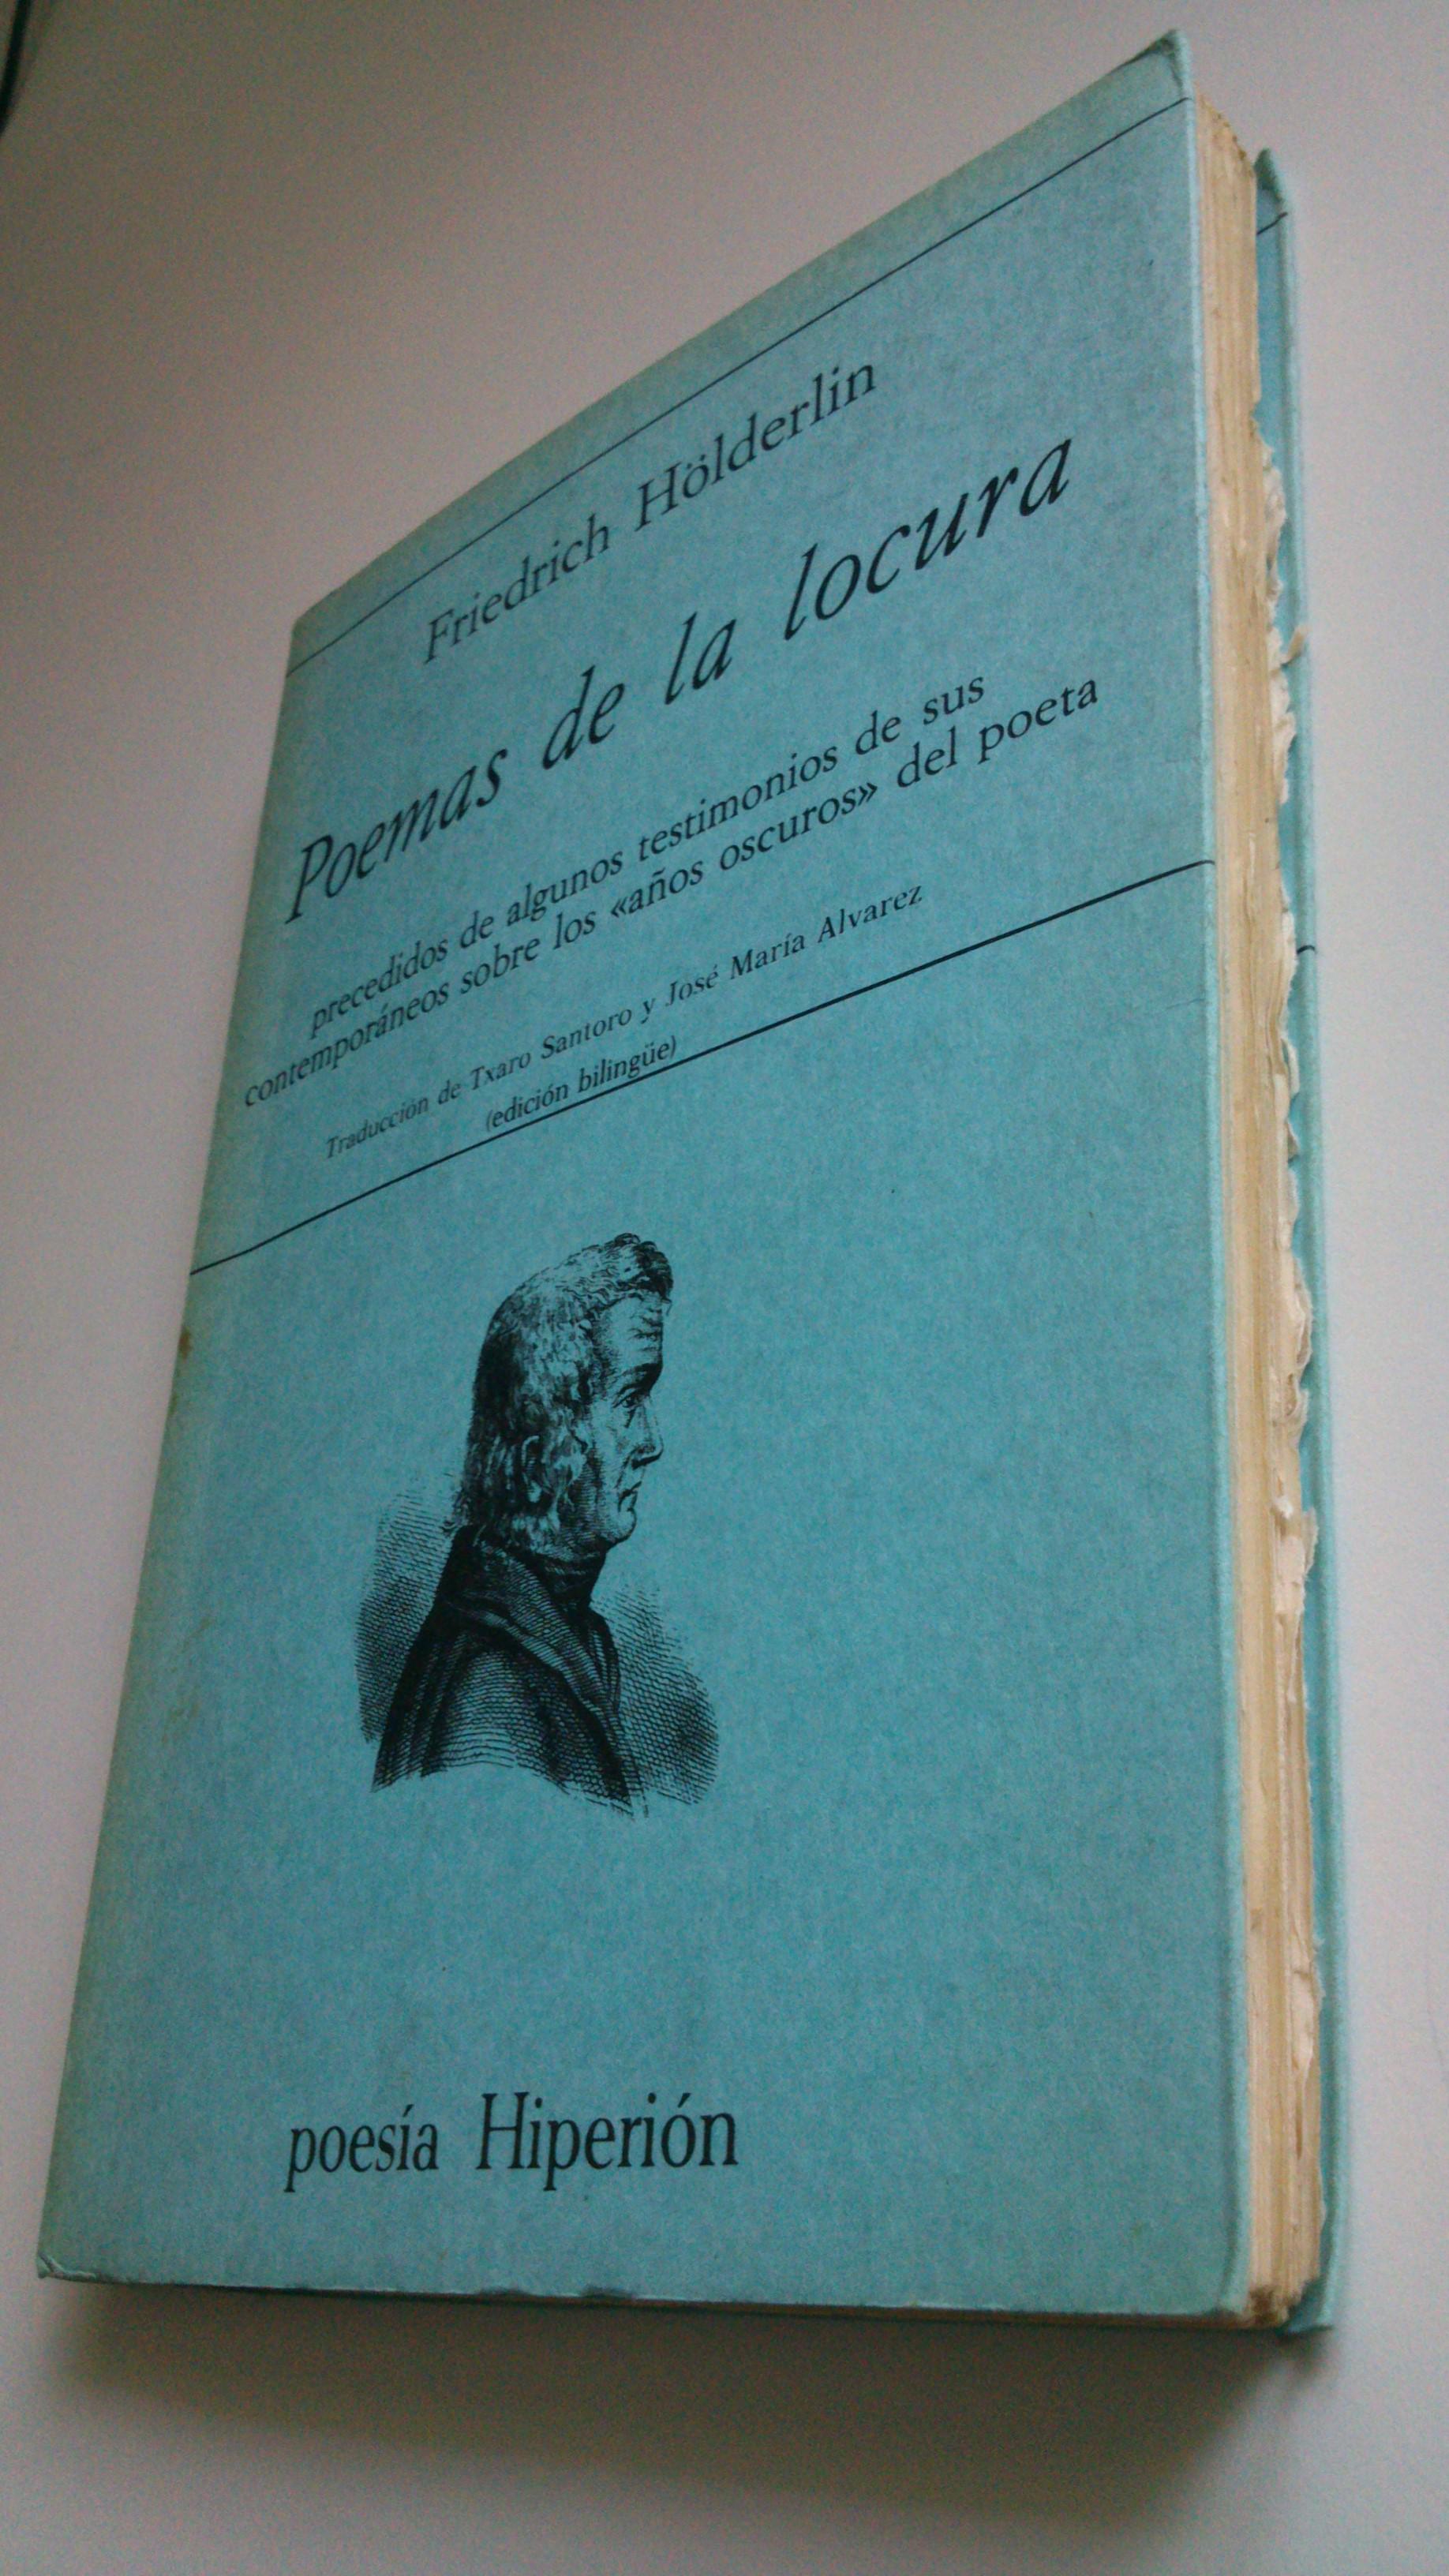 Friedrich Hölderlin
Poemas de la locura
precedidos de algunos testimonios de sus
contemporáneos sobre los «años oscuros» del poeta
Traducción de Txaro Santoro y José María Alvarez
(edición bilingüe)
poesía Hiperión